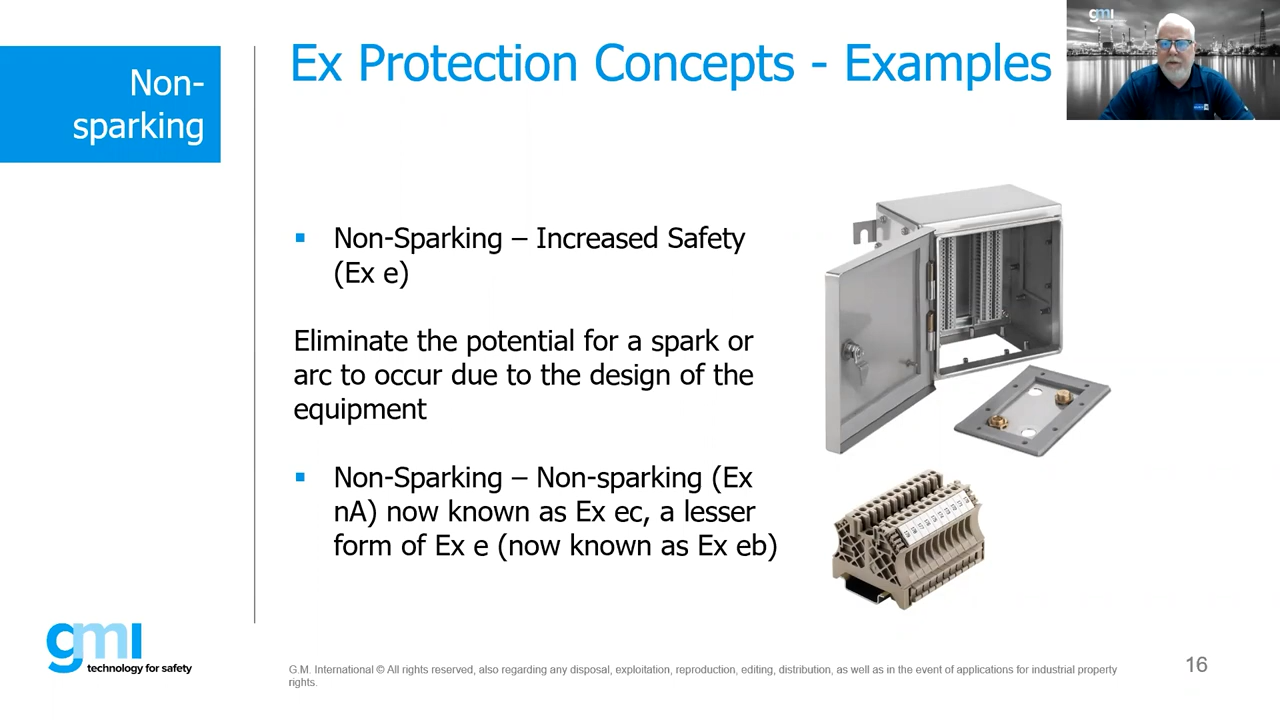 Non-
sparking
Ex Protection Concepts - Examples
gmi
▪ Non-Sparking – Increased Safety
(Ex e)
Eliminate the potential for a spark or
arc to occur due to the design of the
equipment
▪ Non-Sparking – Non-sparking (Ex
nA) now known as Ex ec, a lesser
form of Ex e (now known as Ex eb)
gmi
technology for safety
G.M. International © All rights reserved, also regarding any disposal, exploitation, reproduction, editing, distribution, as well as in the event of applications for industrial property
rights.
16